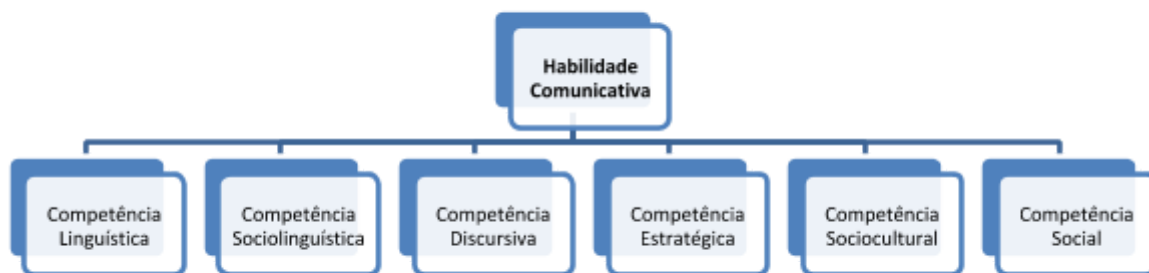 Habilidade
Comunicativa
Competência
Linguística
Competência
Sociolinguística
Competência
Discursiva
Competência
Estratégica
Competência
Sociocultural
Competência
Social